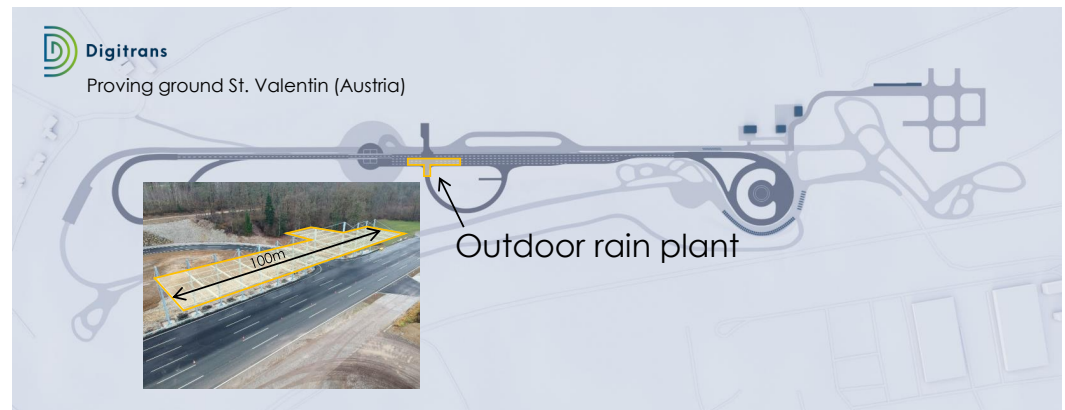 Digitrans
Proving ground St. Valentin (Austria)
Outdoor rain plant
100m